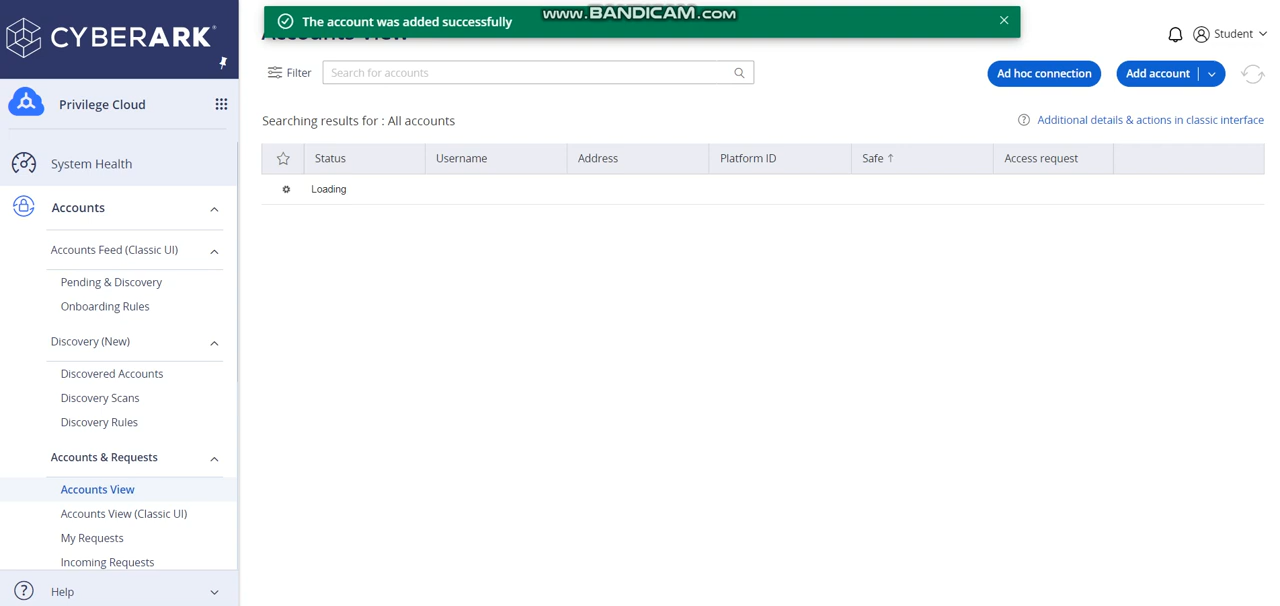 The account was added successfully
www.BANDICAM.com
CYBERARK®
Accounts View
Student
Filter
Search for accounts
Ad hoc connection
Add account
Privilege Cloud
Searching results for : All accounts
Additional details & actions in classic interface
Status
Username
Address
Platform ID
Safe ↑
Access request
Loading
System Health
Accounts
Accounts Feed (Classic UI)
Pending & Discovery
Onboarding Rules
Discovery (New)
Discovered Accounts
Discovery Scans
Discovery Rules
Accounts & Requests
Accounts View
Accounts View (Classic UI)
My Requests
Incoming Requests
Help